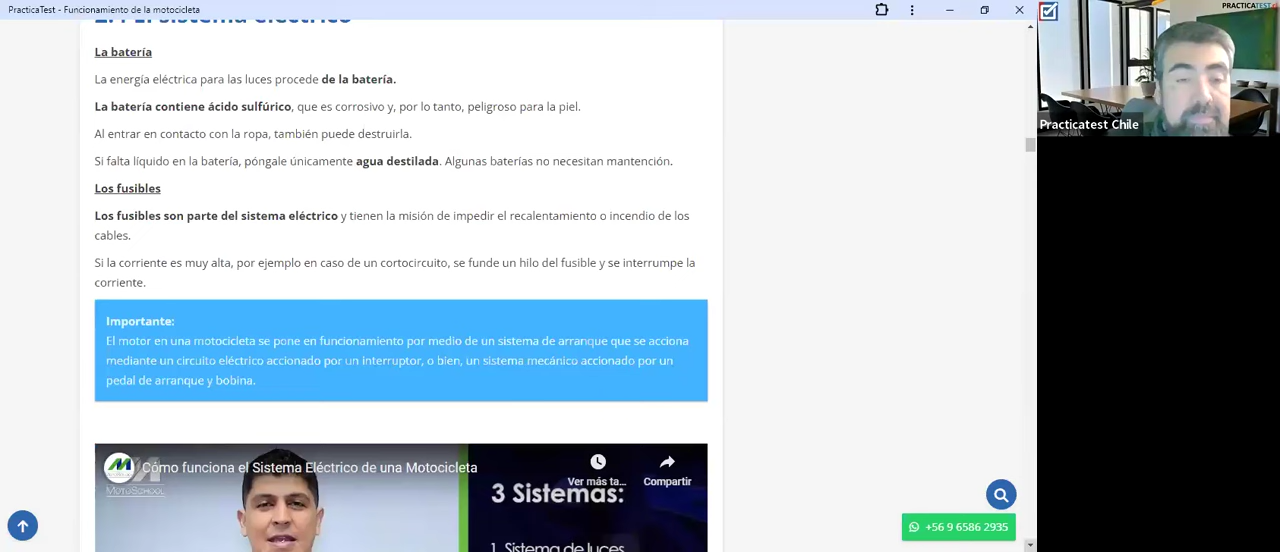 PracticaTest - Funcionamiento de la motocicleta
PRACTICATEST
2.4 El sistema eléctrico
La batería
La energía eléctrica para las luces procede de la batería.
La batería contiene ácido sulfúrico, que es corrosivo y, por lo tanto, peligroso para la piel.
Al entrar en contacto con la ropa, también puede destruirla.
Si falta líquido en la batería, póngale únicamente agua destilada. Algunas baterías no necesitan mantención.
Los fusibles
Los fusibles son parte del sistema eléctrico y tienen la misión de impedir el recalentamiento o incendio de los
cables.
Si la corriente es muy alta, por ejemplo en caso de un cortocircuito, se funde un hilo del fusible y se interrumpe la
corriente.
Importante:
El motor en una motocicleta se pone en funcionamiento por medio de un sistema de arranque que se acciona
mediante un circuito eléctrico accionado por un interruptor, o bien, un sistema mecánico accionado por un
pedal de arranque y bobina.
Cómo funciona el Sistema Eléctrico de una Motocicleta
MOTOSCHOOL
Ver más ta...
Compartir
3 Sistemas:
1. Sistema de luces
+56 9 6586 2935
Practicatest Chile